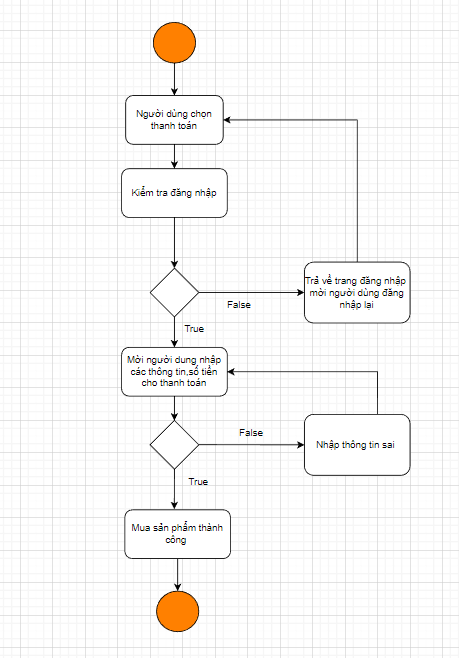 Người dùng chọn
thanh toán
Kiểm tra đăng nhập
Trả về trang đăng nhập
mời người dùng đăng
nhập lại
False
True
Mời người dung nhập
các thông tin,số tiền
cho thanh toán
False
Nhập thông tin sai
True
Mua sản phẩm thành
công